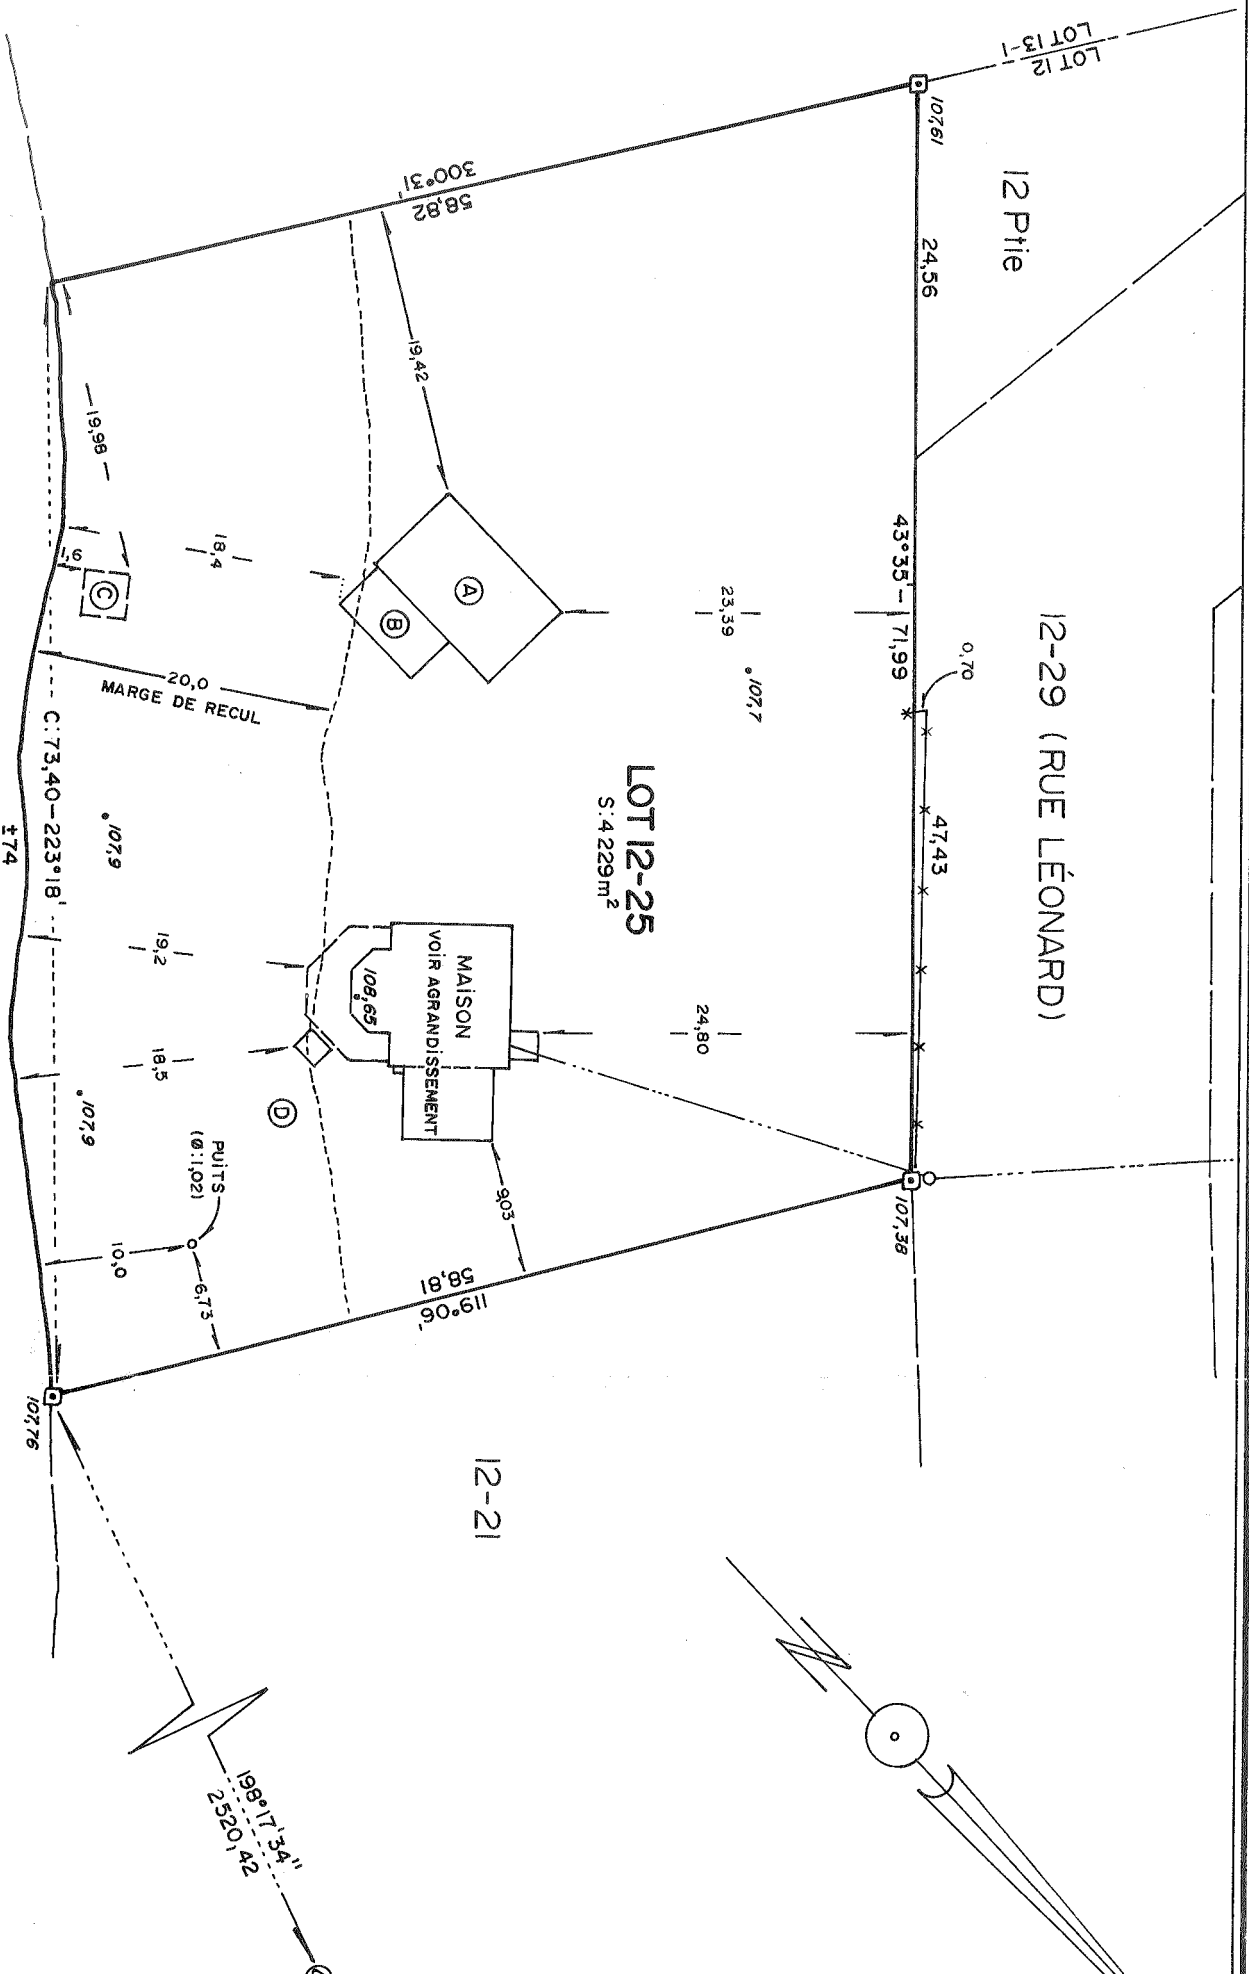 LOT 13-1
LOT 12
107,61
12 Ptie
24,56
300°31'
58,82
19,42
43°35' - 71,99
12-29 (RUE LÉONARD)
0,70
47,43
23,39
107,7
A
B
18,4
19,98
C
20,0
MARGE DE RECUL
C:73,40-223°18'
±74
107,9
LOT 12-25
S:4 229m²
MAISON
VOIR AGRANDISSEMENT
108,65
24,80
19,2
18,5
107,9
D
PUITS
(Ø:1,02)
10,0
6,73
9,03
58,81
119°06'
107,38
107,76
12-21
N
198°17'34"
2520,42